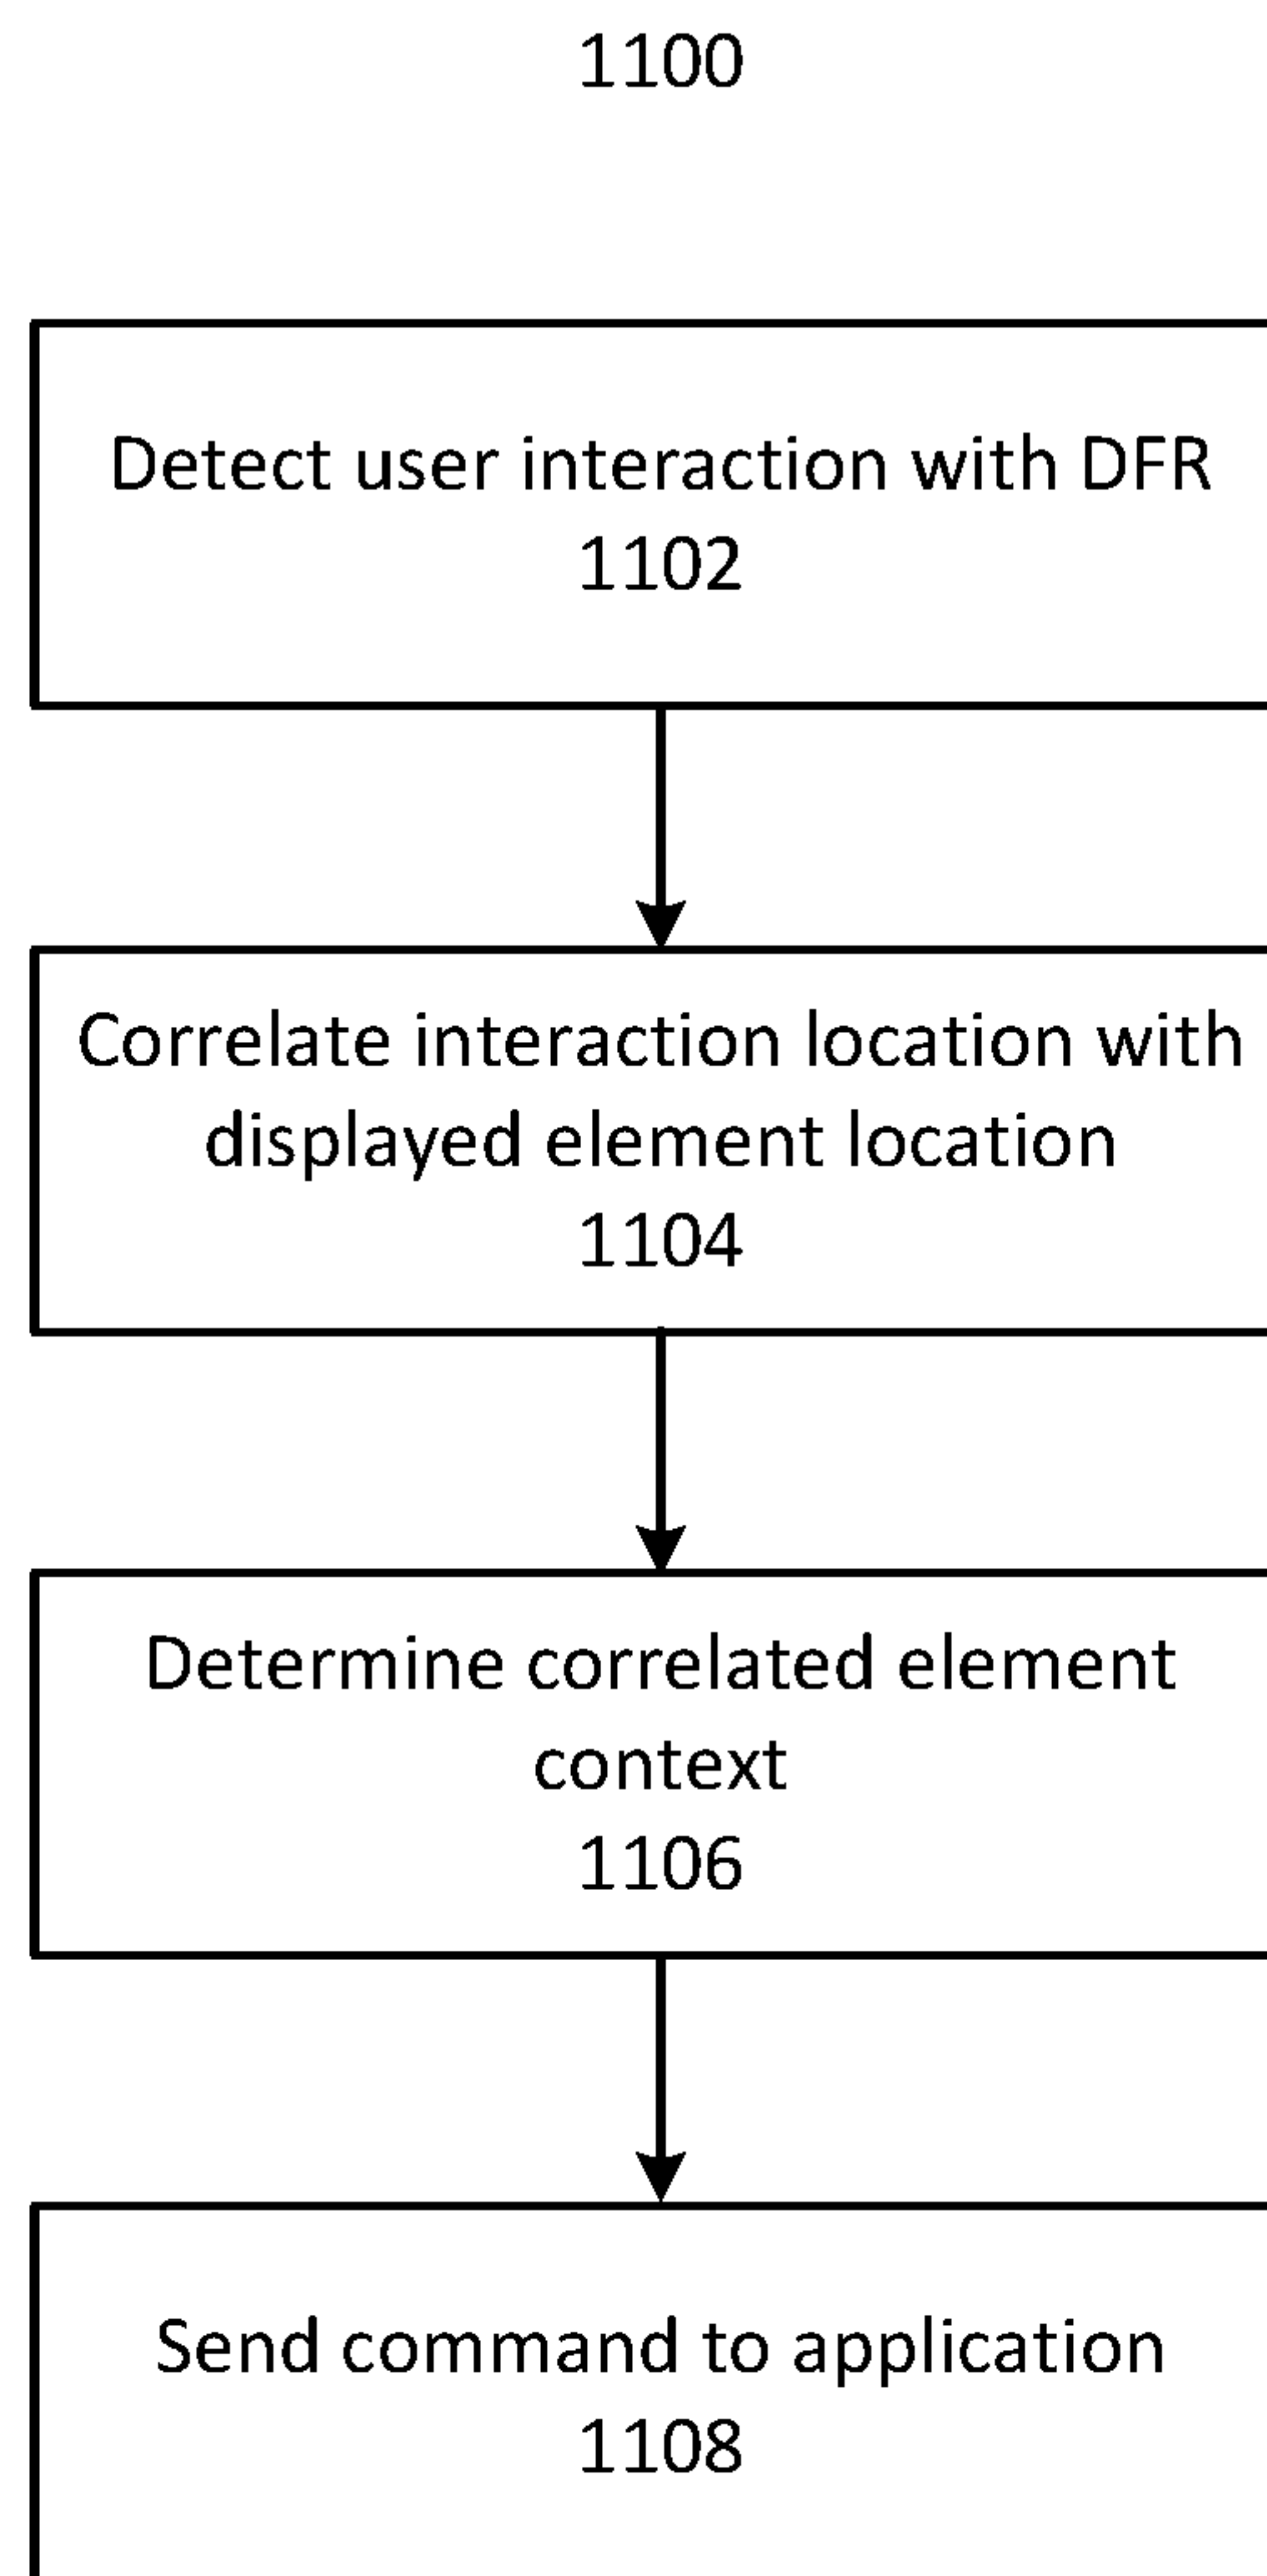 1100
Detect user interaction with DFR
1102
Correlate interaction location with
displayed element location
1104
Determine correlated element
context
1106
Send command to application
1108